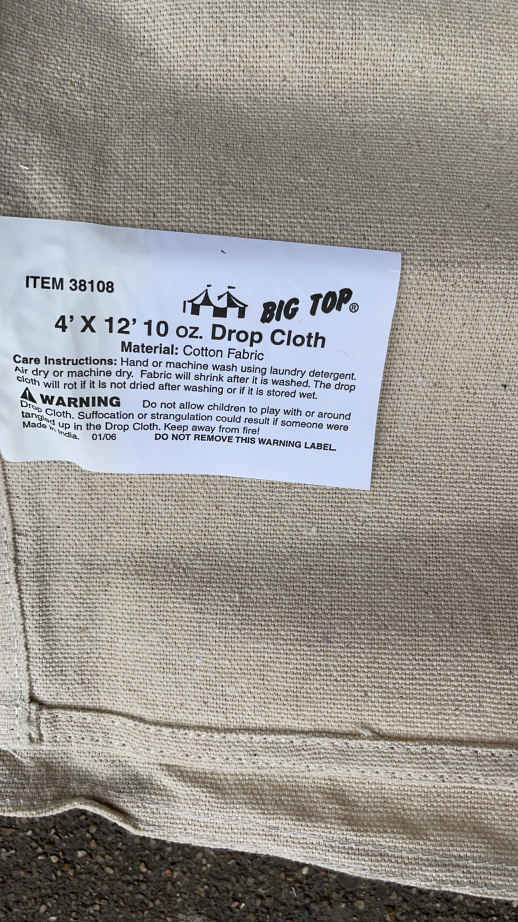 ITEM 38108
BIG TOP®
4' X 12' 10 oz. Drop Cloth
Material: Cotton Fabric
Care Instructions: Hand or machine wash using laundry detergent.
Air dry or machine dry. Fabric will shrink after it is washed. The drop
cloth will rot if it is not dried after washing or if it is stored wet.
WARNING Do not allow children to play with or around
Drop Cloth. Suffocation or strangulation could result if someone were
tangled up in the Drop Cloth. Keep away from fire!
Made in India. 01/06 DO NOT REMOVE THIS WARNING LABEL.